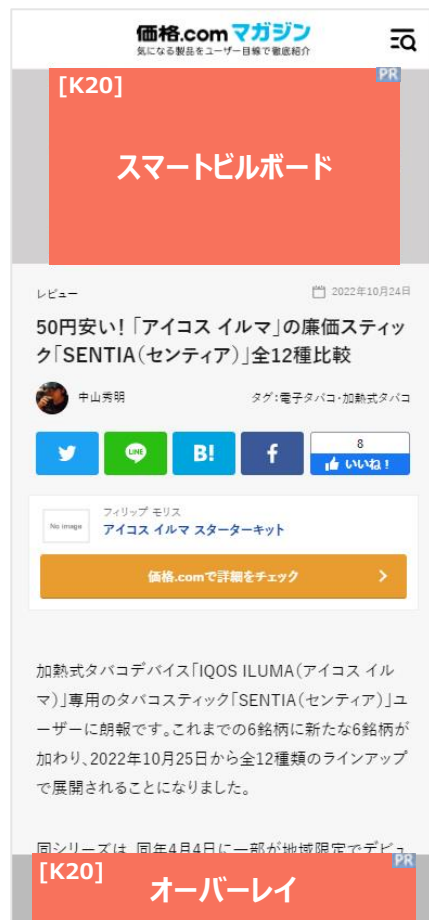 価格.com マガジン
気になる製品をユーザー目線で徹底紹介
PR
[K20]
スマートビルボード
レビュー
2022年10月24日
50円安い!「アイコス イルマ」の廉価スティッ
ク「SENTIA(センティア)」全12種比較
中山秀明
タグ:電子タバコ・加熱式タバコ
LINE
B!
f
8
いいね!
No image
フィリップ モリス
アイコス イルマ スターターキット
価格.comで詳細をチェック
加熱式タバコデバイス「IQOS ILUMA(アイコス イル
マ)」専用のタバコスティック「SENTIA(センティア)」ユ
ーザーに朗報です。これまでの6銘柄に新たな6銘柄が
加わり、2022年10月25日から全12種類のラインアップ
で展開されることになりました。
同シリーズは、同年4月4日に一部が地域限定でデビュ
PR
[K20]
オーバーレイ